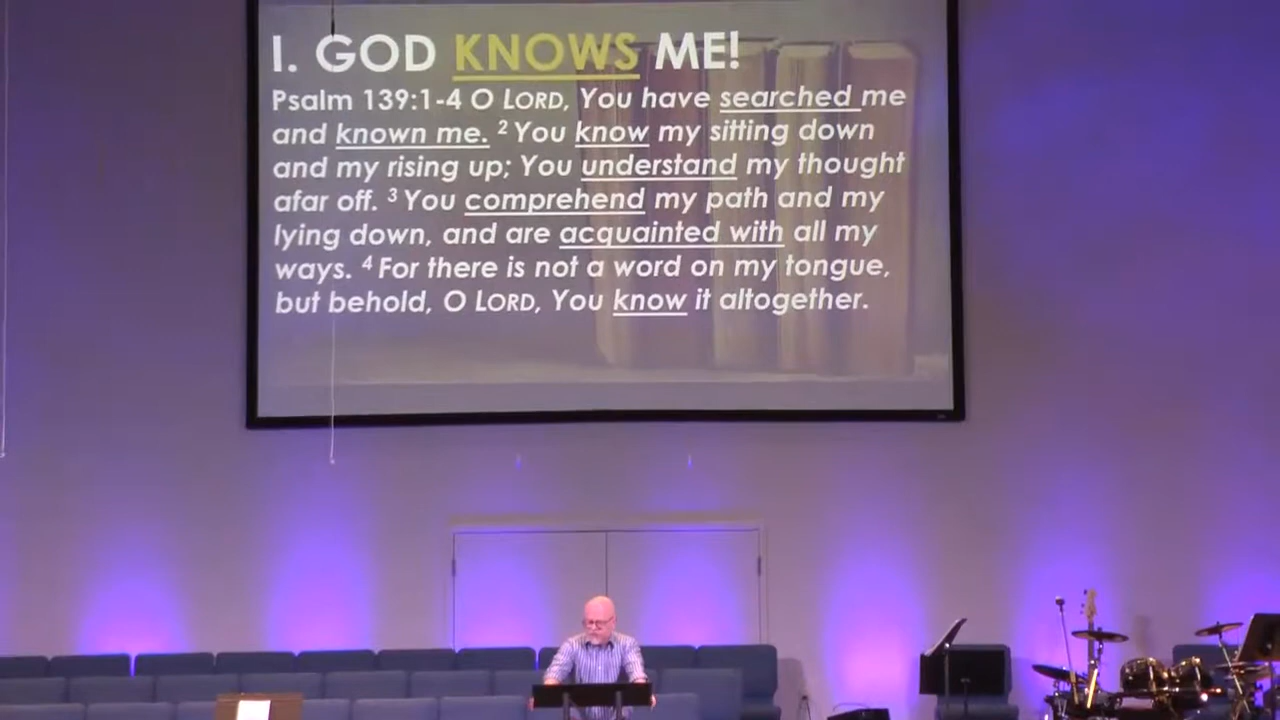 I. GOD KNOWS ME!
Psalm 139:1-4 O LORD, You have searched me
and known me. ² You know my sitting down
and my rising up; You understand my thought
afar off. ³ You comprehend my path and my
lying down, and are acquainted with all my
ways. ⁴ For there is not a word on my tongue,
but behold, O LORD, You know it altogether.